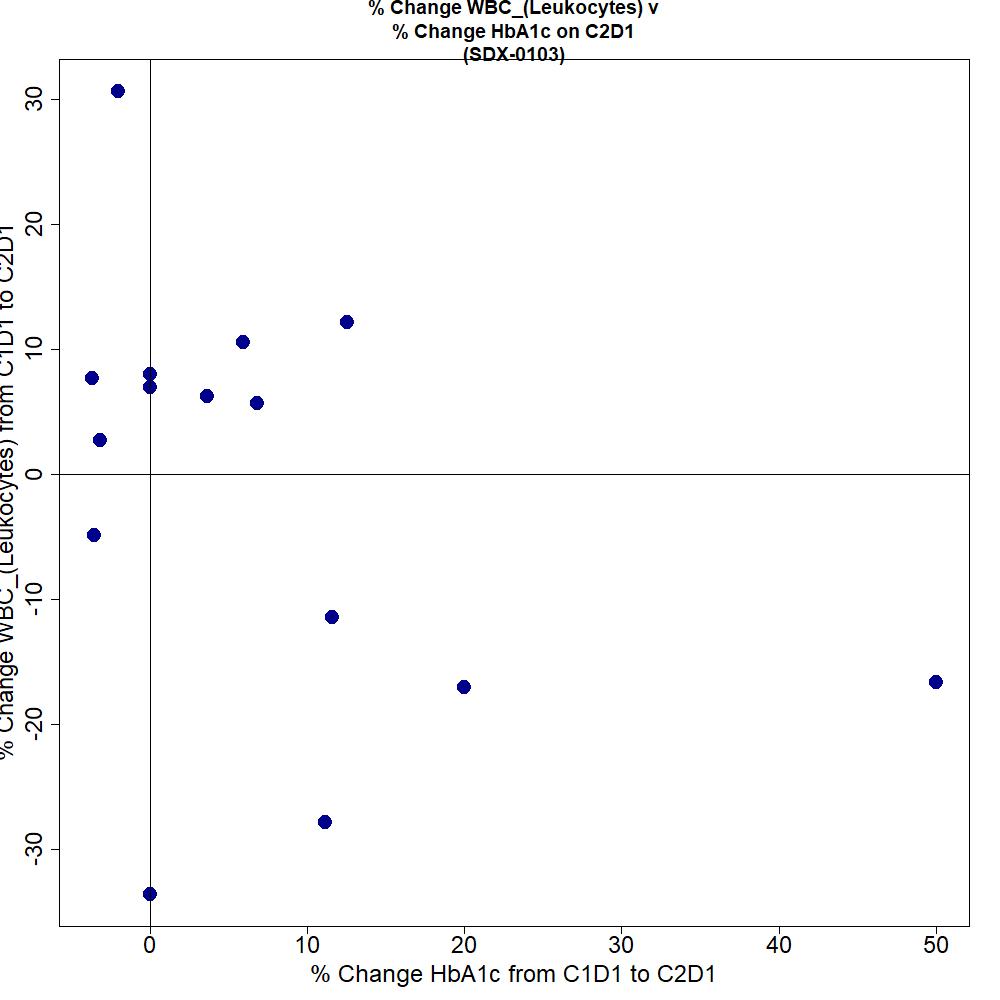 % Change WBC_(Leukocytes) v
% Change HbA1c on C2D1
(SDX-0103)
% Change WBC_(Leukocytes) from C1D1 to C2D1
30
20
10
0
-10
-20
-30
0 10 20 30 40 50
% Change HbA1c from C1D1 to C2D1